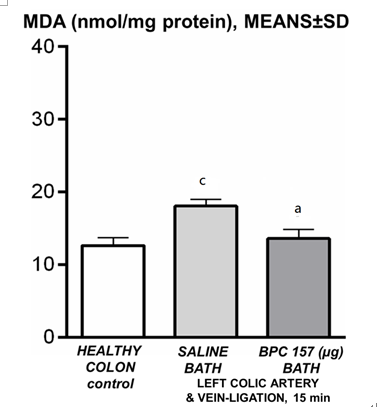 MDA (nmol/mg protein), MEANS±SD
40
30
20
10
0
c
a
HEALTHY COLON control
SALINE BATH
BPC 157 (µg) BATH
LEFT COLIC ARTERY
& VEIN-LIGATION, 15 min